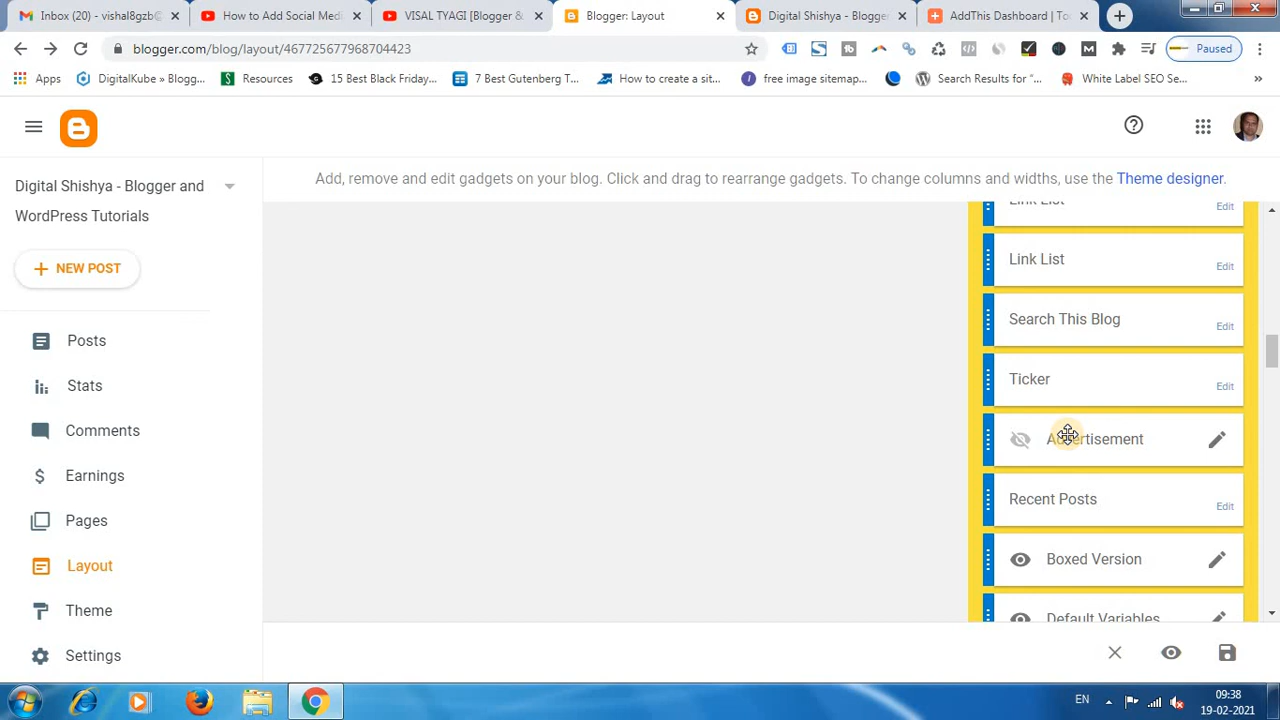 Inbox (20) - vishal8gzb@
How to Add Social Medi
VISAL TYAGI [Blogger S
Blogger: Layout
Digital Shishya - Blogger
AddThis Dashboard | To
blogger.com/blog/layout/467725677968704423
Paused
Apps
DigitalKube » Blogg...
Resources
15 Best Black Friday...
7 Best Gutenberg T...
How to create a sit...
free image sitemap...
Search Results for “...
White Label SEO Se...
»
Digital Shishya - Blogger and
WordPress Tutorials
NEW POST
Posts
Stats
Comments
Earnings
Pages
Layout
Theme
Settings
Add, remove and edit gadgets on your blog. Click and drag to rearrange gadgets. To change columns and widths, use the Theme designer.
Link List
Edit
Link List
Edit
Search This Blog
Edit
Ticker
Edit
Advertisement
Recent Posts
Edit
Boxed Version
Default Variables
EN
09:38
19-02-2021